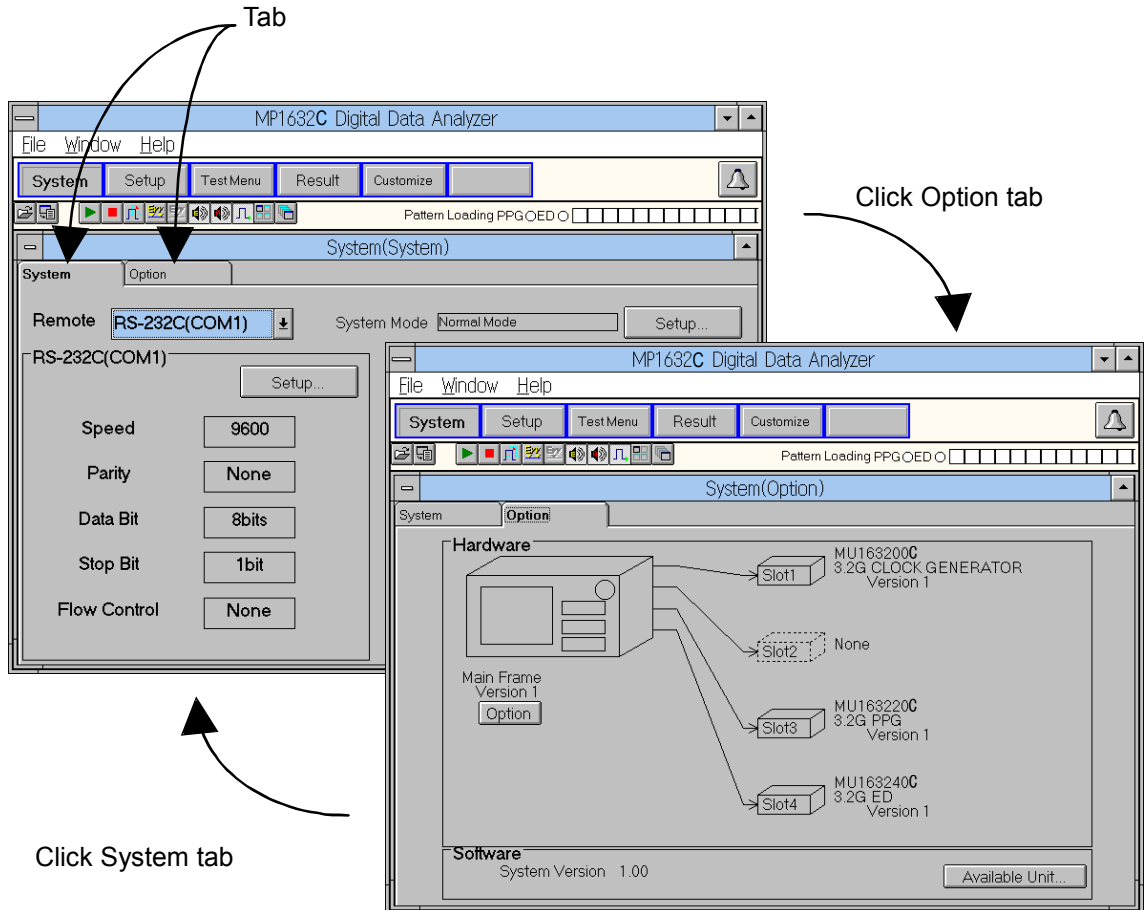 Tab
MP1632C Digital Data Analyzer
File Window Help
System Setup Test Menu Result Customize
Pattern Loading PPG ED
System(System)
System Option
Remote RS-232C(COM1) System Mode Normal Mode Setup...
RS-232C(COM1)
Setup...
Speed 9600
Parity None
Data Bit 8bits
Stop Bit 1bit
Flow Control None
Click Option tab
MP1632C Digital Data Analyzer
File Window Help
System Setup Test Menu Result Customize
Pattern Loading PPG ED
System(Option)
System Option
Hardware
Slot1 MU163200C
3.2G CLOCK GENERATOR
Version 1
Slot2 None
Main Frame
Version 1
Option
Slot3 MU163220C
3.2G PPG
Version 1
Slot4 MU163240C
3.2G ED
Version 1
Software
System Version 1.00
Available Unit...
Click System tab